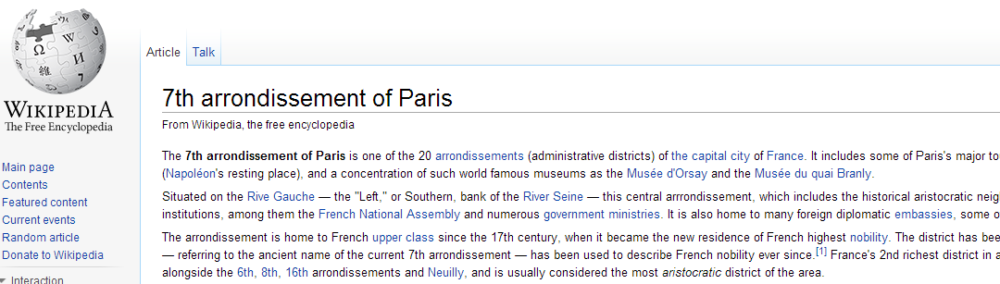 Article Talk
7th arrondissement of Paris
From Wikipedia, the free encyclopedia
WIKIPEDIA
The Free Encyclopedia
The 7th arrondissement of Paris is one of the 20 arrondissements (administrative districts) of the capital city of France. It includes some of Paris's major to
(Napoléon's resting place), and a concentration of such world famous museums as the Musée d'Orsay and the Musée du quai Branly.
Situated on the Rive Gauche — the "Left," or Southern, bank of the River Seine — this central arrrondissement, which includes the historical aristocratic neig
institutions, among them the French National Assembly and numerous government ministries. It is also home to many foreign diplomatic embassies, some o
The arrondissement is home to French upper class since the 17th century, when it became the new residence of French highest nobility. The district has bee
— referring to the ancient name of the current 7th arrondissement — has been used to describe French nobility ever since.[1] France's 2nd richest district in a
alongside the 6th, 8th, 16th arrondissements and Neuilly, and is usually considered the most aristocratic district of the area.
Main page
Contents
Featured content
Current events
Random article
Donate to Wikipedia
Interaction